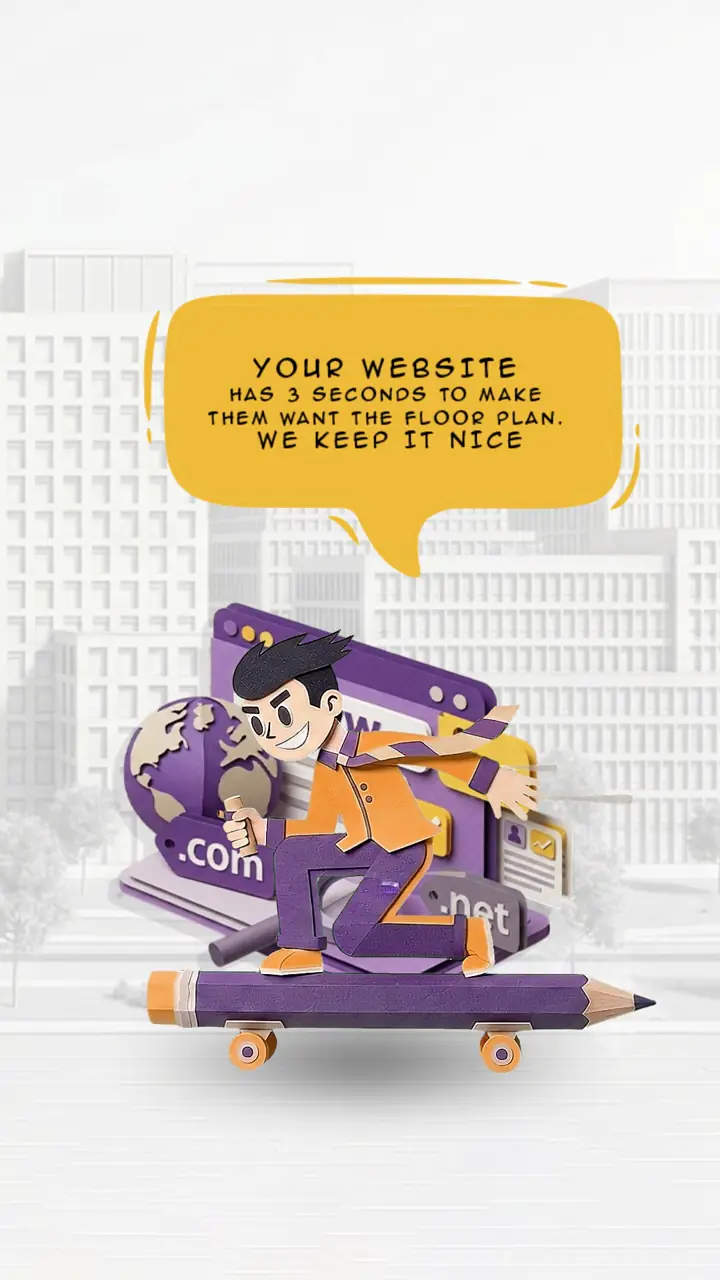 YOUR WEBSITE
HAS 3 SECONDS TO MAKE
THEM WANT THE FLOOR PLAN.
WE KEEP IT NICE
W
.com
.net